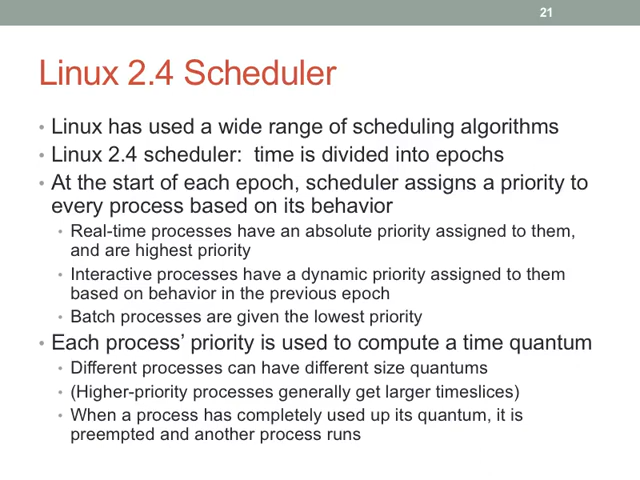 21
Linux 2.4 Scheduler
• Linux has used a wide range of scheduling algorithms
• Linux 2.4 scheduler: time is divided into epochs
• At the start of each epoch, scheduler assigns a priority to
every process based on its behavior
• Real-time processes have an absolute priority assigned to them,
and are highest priority
• Interactive processes have a dynamic priority assigned to them
based on behavior in the previous epoch
• Batch processes are given the lowest priority
• Each process’ priority is used to compute a time quantum
• Different processes can have different size quantums
• (Higher-priority processes generally get larger timeslices)
• When a process has completely used up its quantum, it is
preempted and another process runs